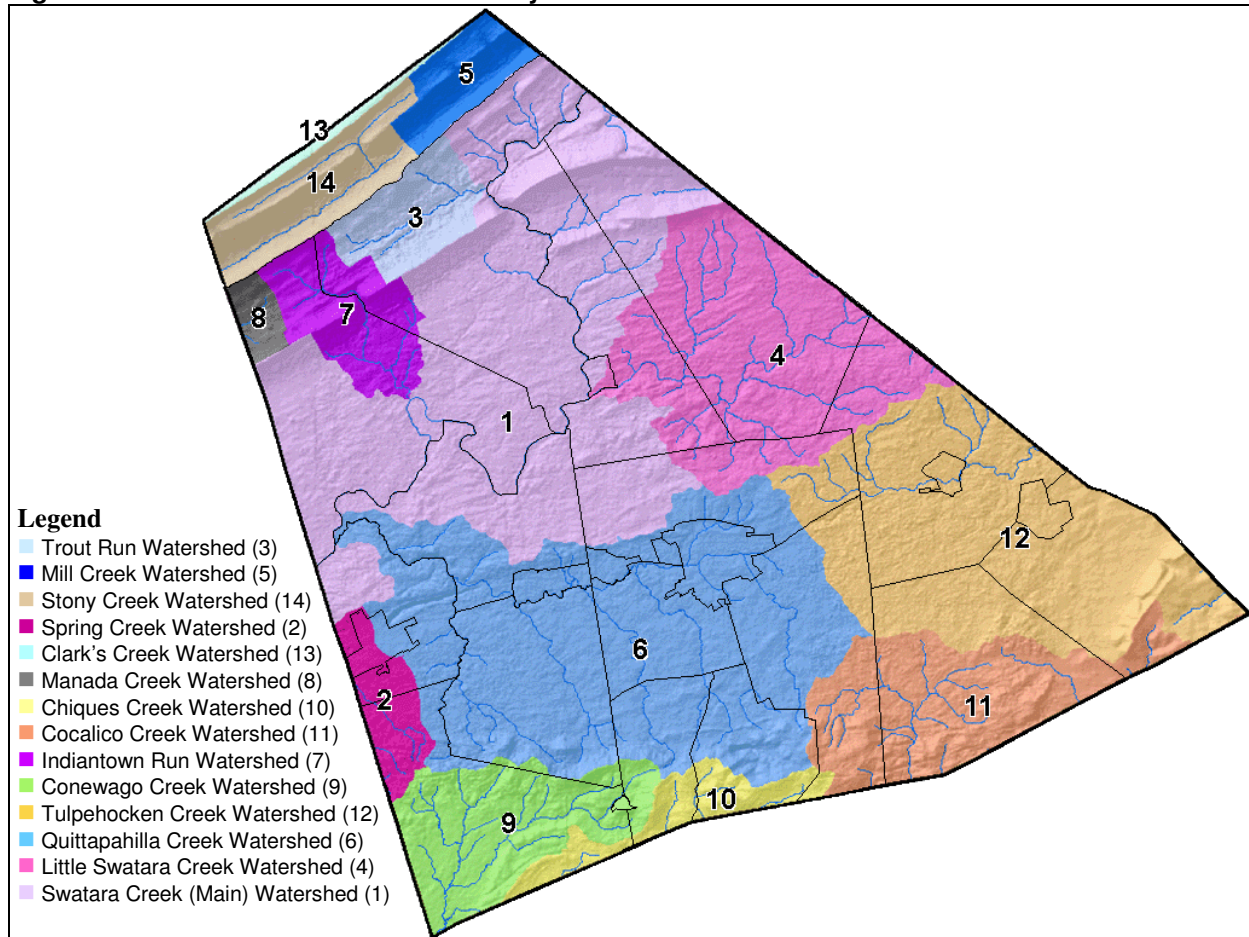 5
13
14
3
8
7
4
1
12
6
2
11
10
9
Legend
Trout Run Watershed (3)
Mill Creek Watershed (5)
Stony Creek Watershed (14)
Spring Creek Watershed (2)
Clark's Creek Watershed (13)
Manada Creek Watershed (8)
Chiques Creek Watershed (10)
Cocalico Creek Watershed (11)
Indiantown Run Watershed (7)
Conewago Creek Watershed (9)
Tulpehocken Creek Watershed (12)
Quittapahilla Creek Watershed (6)
Little Swatara Creek Watershed (4)
Swatara Creek (Main) Watershed (1)